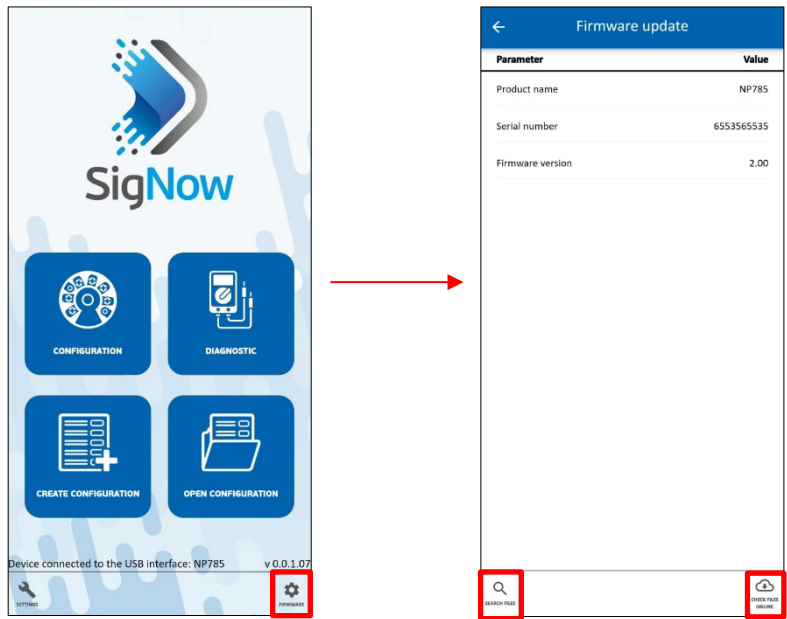 SigNow
CONFIGURATION
DIAGNOSTIC
CREATE CONFIGURATION
OPEN CONFIGURATION
Device connected to the USB interface: NP785
v 0.0.1.07
SETTINGS
FIRMWARE
Firmware update
Parameter Value
Product name NP785
Serial number 6553565535
Firmware version 2.00
SEARCH FILES
CHECK FILES
ONLINE